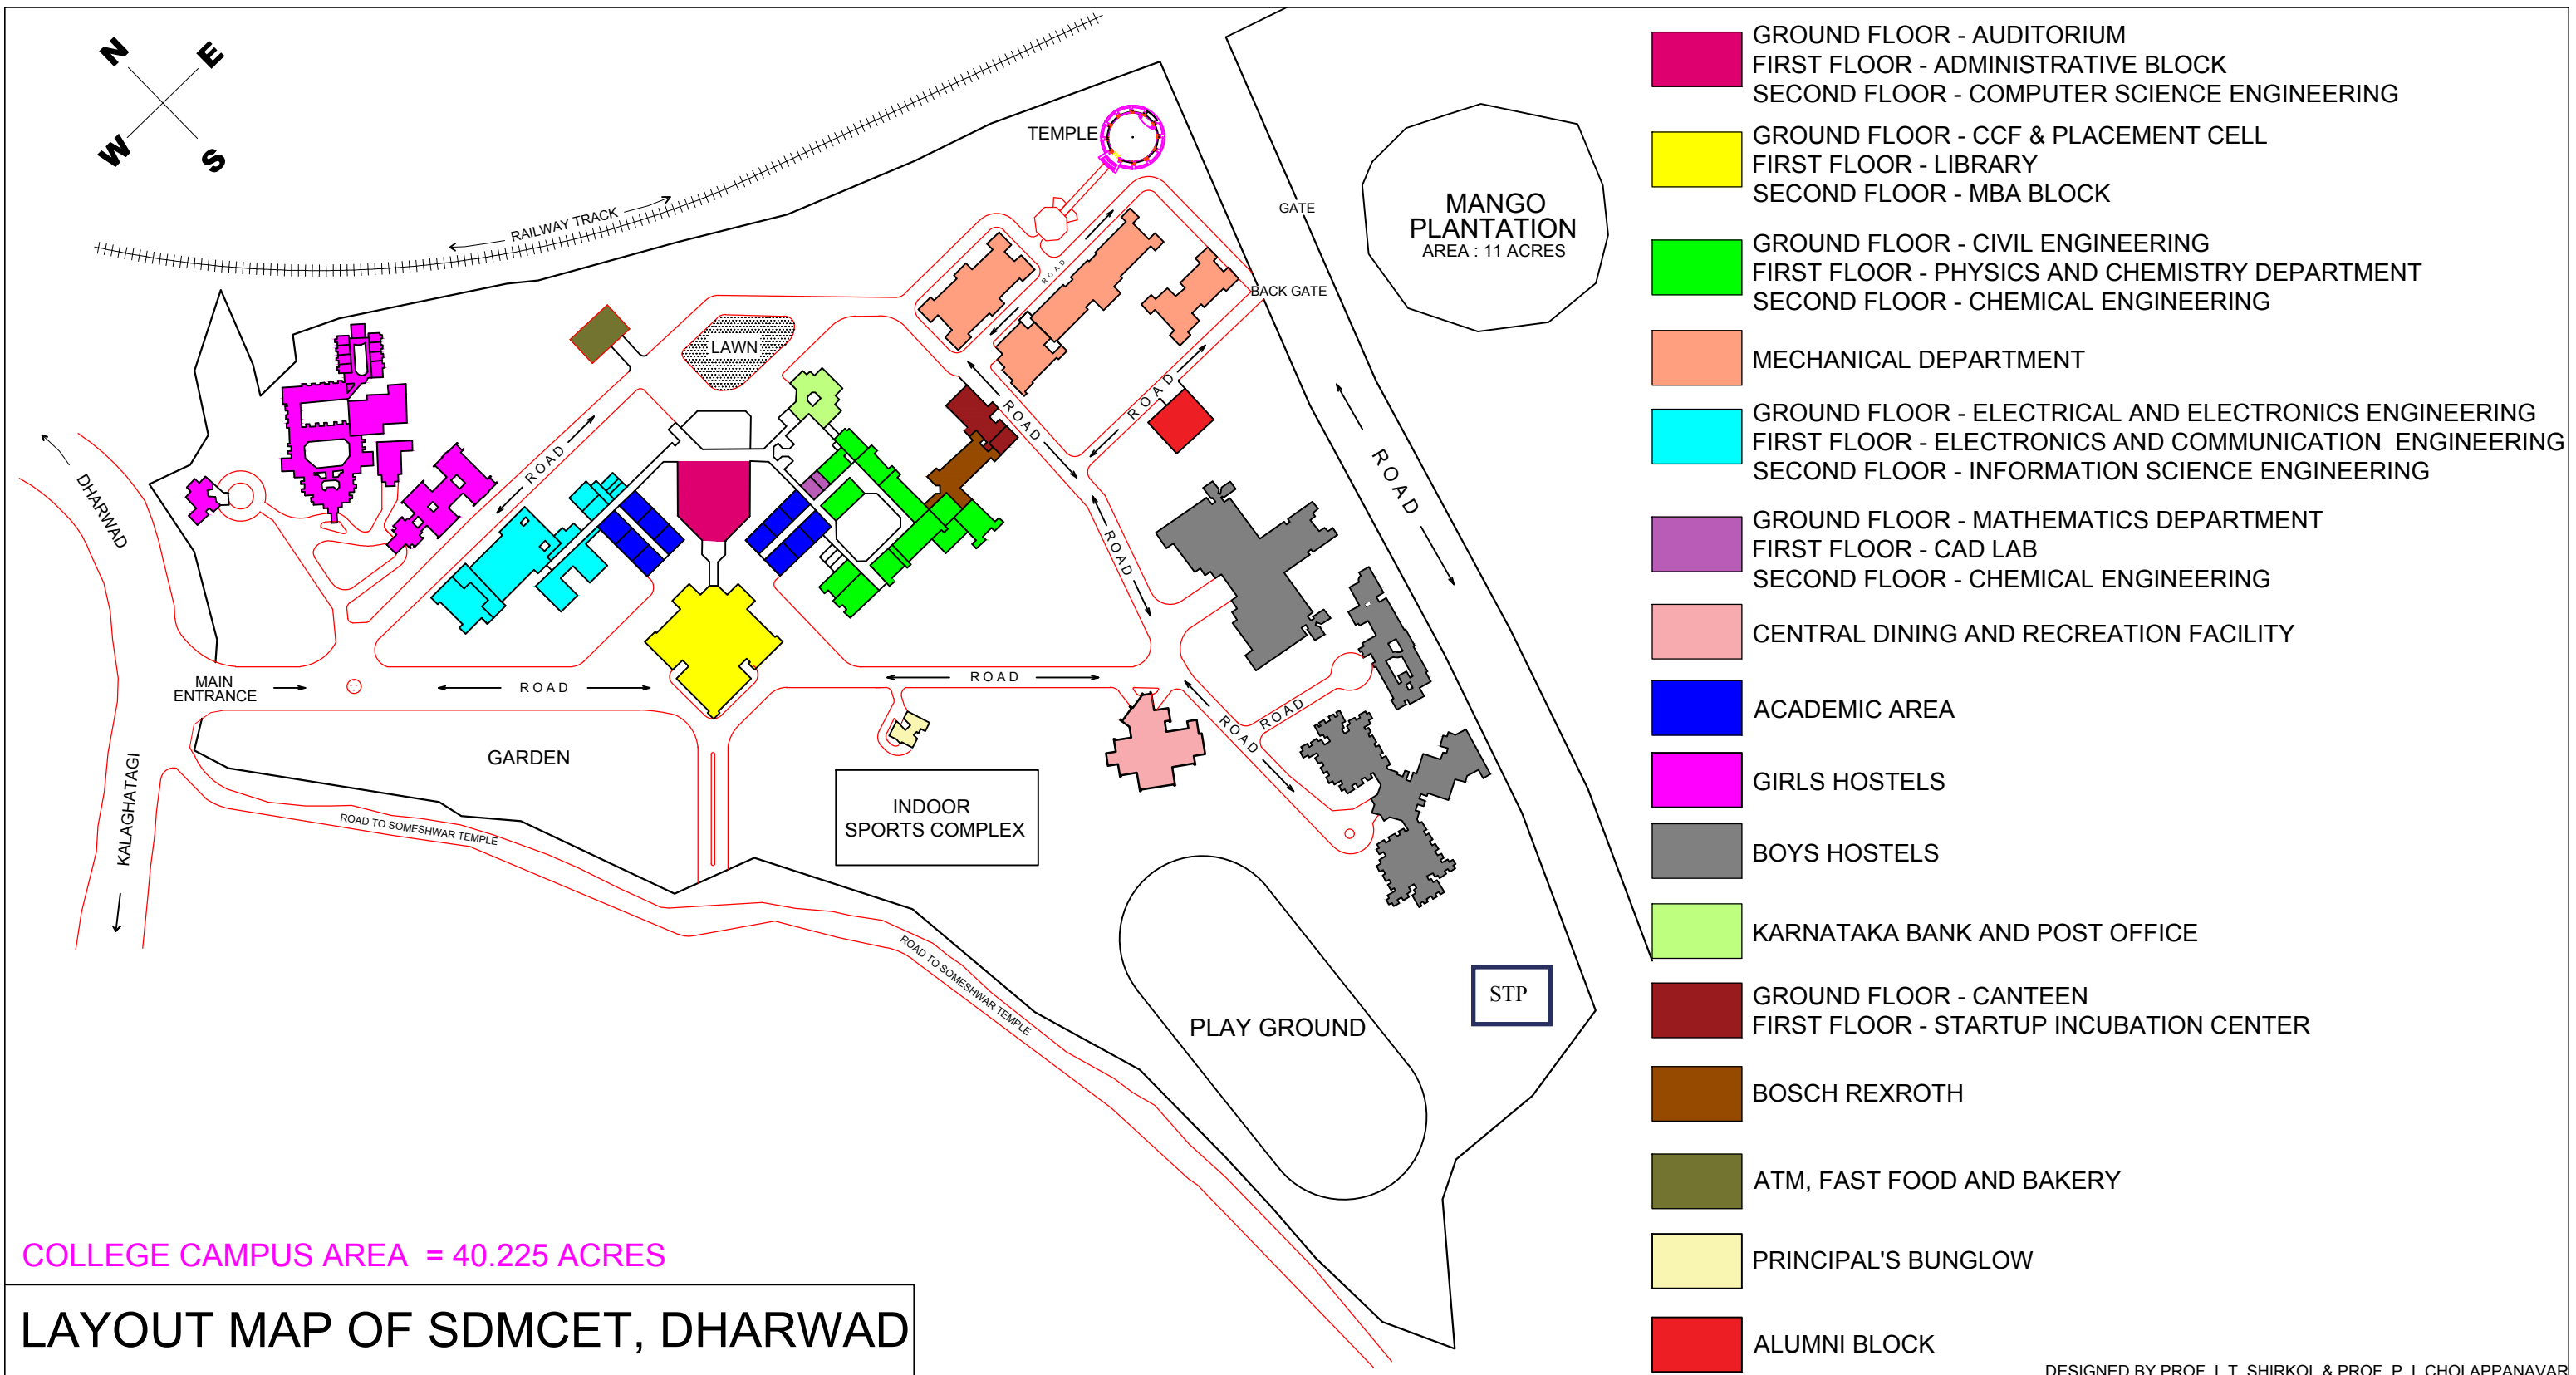 N
E
W
S
RAILWAY TRACK
TEMPLE
GATE
BACK GATE
MANGO
PLANTATION
AREA : 11 ACRES
LAWN
ROAD
ROAD
ROAD
ROAD
ROAD
ROAD
DHARWAD
KALAGHATAGI
MAIN
ENTRANCE
ROAD
ROAD
ROAD
ROAD
GARDEN
INDOOR
SPORTS COMPLEX
ROAD TO SOMESHWAR TEMPLE
ROAD TO SOMESHWAR TEMPLE
PLAY GROUND
STP
COLLEGE CAMPUS AREA = 40.225 ACRES
LAYOUT MAP OF SDMCET, DHARWAD
GROUND FLOOR - AUDITORIUM
FIRST FLOOR - ADMINISTRATIVE BLOCK
SECOND FLOOR - COMPUTER SCIENCE ENGINEERING
GROUND FLOOR - CCF & PLACEMENT CELL
FIRST FLOOR - LIBRARY
SECOND FLOOR - MBA BLOCK
GROUND FLOOR - CIVIL ENGINEERING
FIRST FLOOR - PHYSICS AND CHEMISTRY DEPARTMENT
SECOND FLOOR - CHEMICAL ENGINEERING
MECHANICAL DEPARTMENT
GROUND FLOOR - ELECTRICAL AND ELECTRONICS ENGINEERING
FIRST FLOOR - ELECTRONICS AND COMMUNICATION ENGINEERING
SECOND FLOOR - INFORMATION SCIENCE ENGINEERING
GROUND FLOOR - MATHEMATICS DEPARTMENT
FIRST FLOOR - CAD LAB
SECOND FLOOR - CHEMICAL ENGINEERING
CENTRAL DINING AND RECREATION FACILITY
ACADEMIC AREA
GIRLS HOSTELS
BOYS HOSTELS
KARNATAKA BANK AND POST OFFICE
GROUND FLOOR - CANTEEN
FIRST FLOOR - STARTUP INCUBATION CENTER
BOSCH REXROTH
ATM, FAST FOOD AND BAKERY
PRINCIPAL'S BUNGLOW
ALUMNI BLOCK
DESIGNED BY PROF. I. T. SHIRKOL & PROF. P. I. CHOLAPPANAVAR